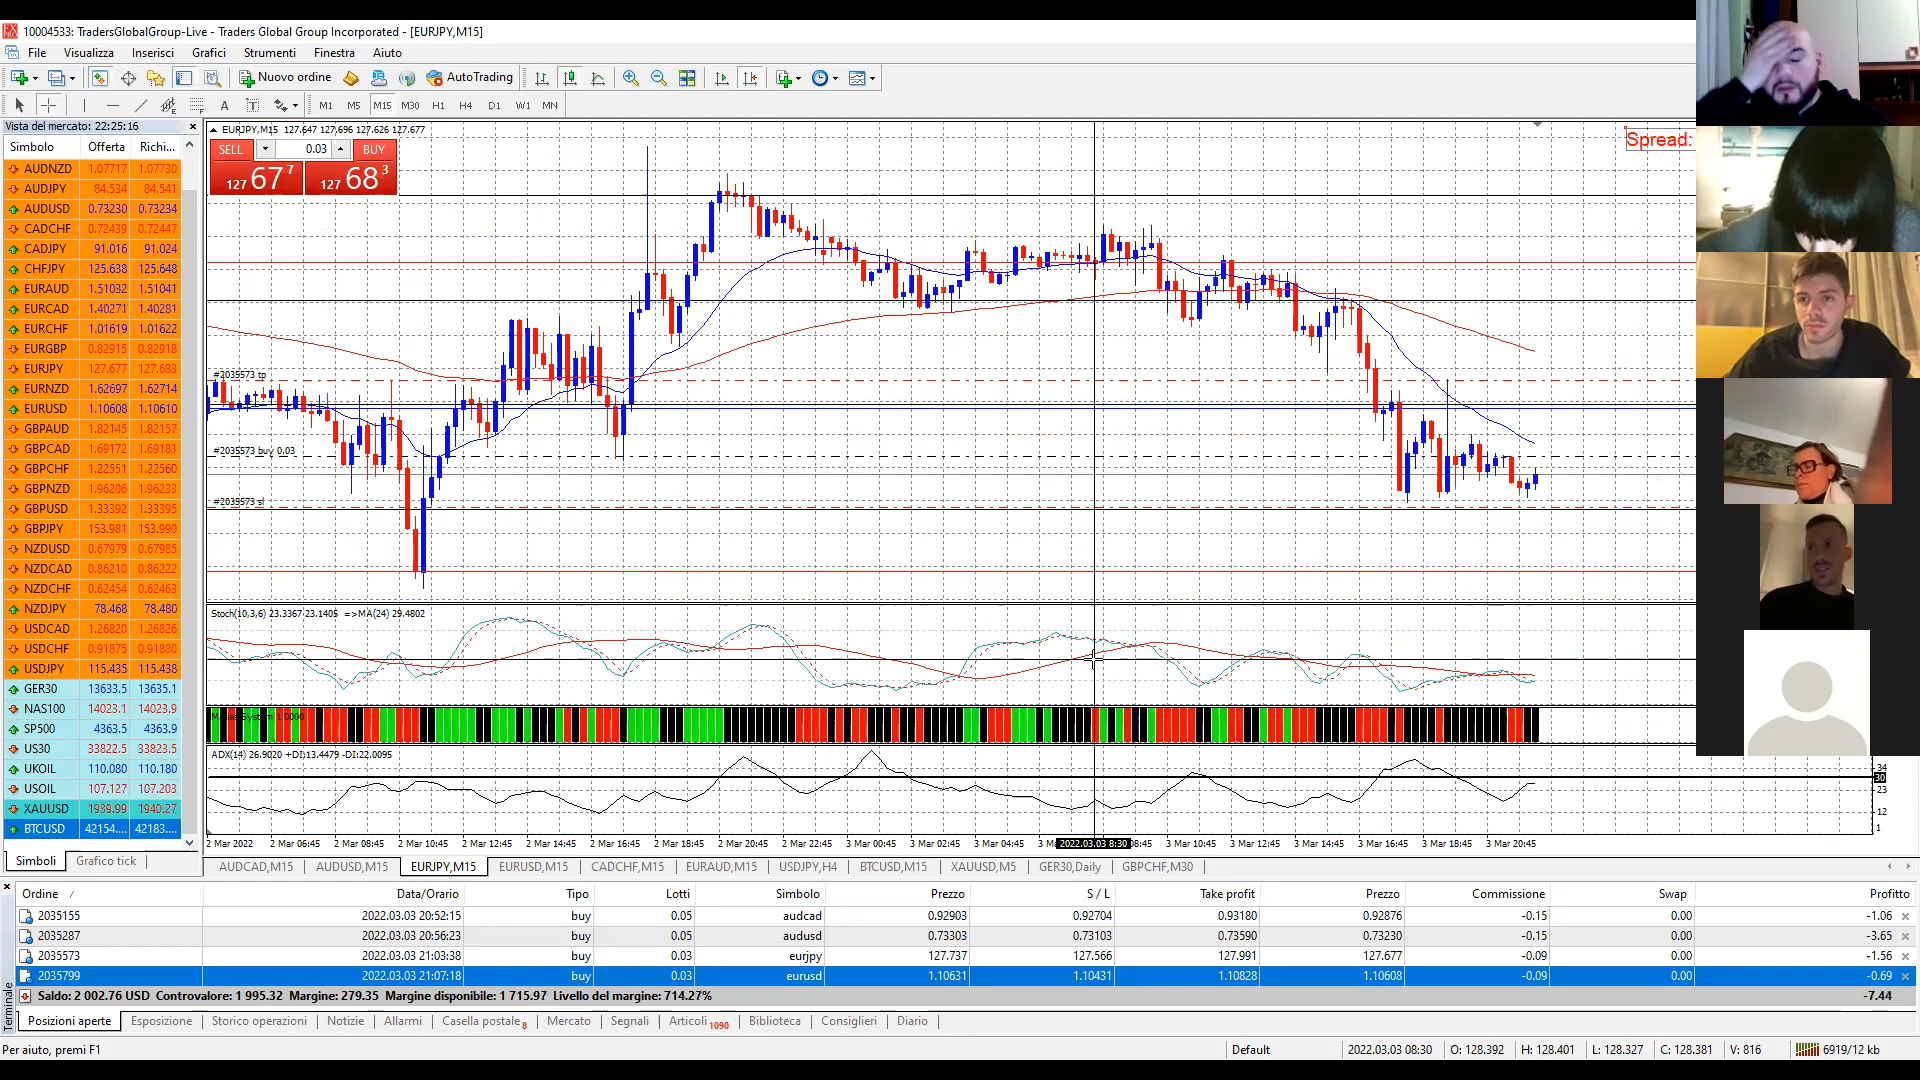 10004533: TradersGlobalGroup-Live - Traders Global Group Incorporated - [EURJPY,M15]
File Visualizza Inserisci Grafici Strumenti Finestra Aiuto
Nuovo ordine AutoTrading
A T M1 M5 M15 M30 H1 H4 D1 W1 MN
Vista del mercato: 22:25:16
Simbolo Offerta Richi...
AUDNZD 1.07717 1.07730
AUDJPY 84.534 84.541
AUDUSD 0.73230 0.73234
CADCHF 0.72439 0.72447
CADJPY 91.016 91.024
CHFJPY 125.638 125.648
EURAUD 1.51032 1.51041
EURCAD 1.40271 1.40281
EURCHF 1.01619 1.01622
EURGBP 0.82915 0.82918
EURJPY 127.677 127.683
EURNZD 1.62697 1.62714
EURUSD 1.10608 1.10610
GBPAUD 1.82145 1.82157
GBPCAD 1.69172 1.69181
GBPCHF 1.22551 1.22560
GBPNZD 1.96206 1.96233
GBPUSD 1.33392 1.33395
GBPJPY 153.981 153.990
NZDUSD 0.67979 0.67985
NZDCAD 0.86210 0.86222
NZDCHF 0.62454 0.62463
NZDJPY 78.468 78.480
USDCAD 1.26820 1.26826
USDCHF 0.91875 0.91880
USDJPY 115.435 115.438
GER30 13633.5 13635.1
NAS100 14023.1 14023.9
SP500 4363.5 4363.9
US30 33822.5 33823.5
UKOIL 110.080 110.180
USOIL 107.127 107.203
XAUUSD 1939.99 1940.27
BTCUSD 42154.... 42183....
Simboli Grafico tick
EURJPY,M15 127.647 127.696 127.626 127.677
SELL 0.03 BUY
127 67 7 127 68 3
Spread:
#2035573 tp
#2035573 buy 0.03
#2035573 sl
Stoch(10,3,6) 23.3367 23.1405 =>MA(24) 29.4802
ADX(14) 26.9020 +DI:13.4479 -DI:22.0095
34
30
23
12
1
2 Mar 2022 2 Mar 06:45 2 Mar 08:45 2 Mar 10:45 2 Mar 12:45 2 Mar 14:45 2 Mar 16:45 2 Mar 18:45 2 Mar 20:45 2 Mar 22:45 3 Mar 00:45 3 Mar 02:45 3 Mar 04:45 3 Mar 06:45 2022.03.03 8:30 3 Mar 10:45 3 Mar 12:45 3 Mar 14:45 3 Mar 16:45 3 Mar 18:45 3 Mar 20:45
AUDCAD,M15 AUDUSD,M15 EURJPY,M15 EURUSD,M15 CADCHF,M15 EURAUD,M15 USDJPY,H4 BTCUSD,M15 XAUUSD,M5 GER30,Daily GBPCHF,M30
Ordine Data/Orario Tipo Lotti Simbolo Prezzo S / L Take profit Prezzo Commissione Swap Profitto
2035155 2022.03.03 20:52:15 buy 0.05 audcad 0.92903 0.92704 0.93180 0.92876 -0.15 0.00 -1.06
2035287 2022.03.03 20:56:23 buy 0.05 audusd 0.73303 0.73103 0.73590 0.73230 -0.15 0.00 -3.65
2035573 2022.03.03 21:03:38 buy 0.03 eurjpy 127.737 127.566 127.991 127.677 -0.09 0.00 -1.56
2035799 2022.03.03 21:07:18 buy 0.03 eurusd 1.10631 1.10431 1.10828 1.10608 -0.09 0.00 -0.69
Saldo: 2 002.76 USD Controvalore: 1 995.32 Margine: 279.35 Margine disponibile: 1 715.97 Livello del margine: 714.27% -7.44
Terminale
Posizioni aperte Esposizione Storico operazioni Notizie Allarmi Casella postale 8 Mercato Segnali Articoli 1090 Biblioteca Consiglieri Diario
Per aiuto, premi F1 Default 2022.03.03 08:30 O: 128.392 H: 128.401 L: 128.327 C: 128.381 V: 816 6919/12 kb